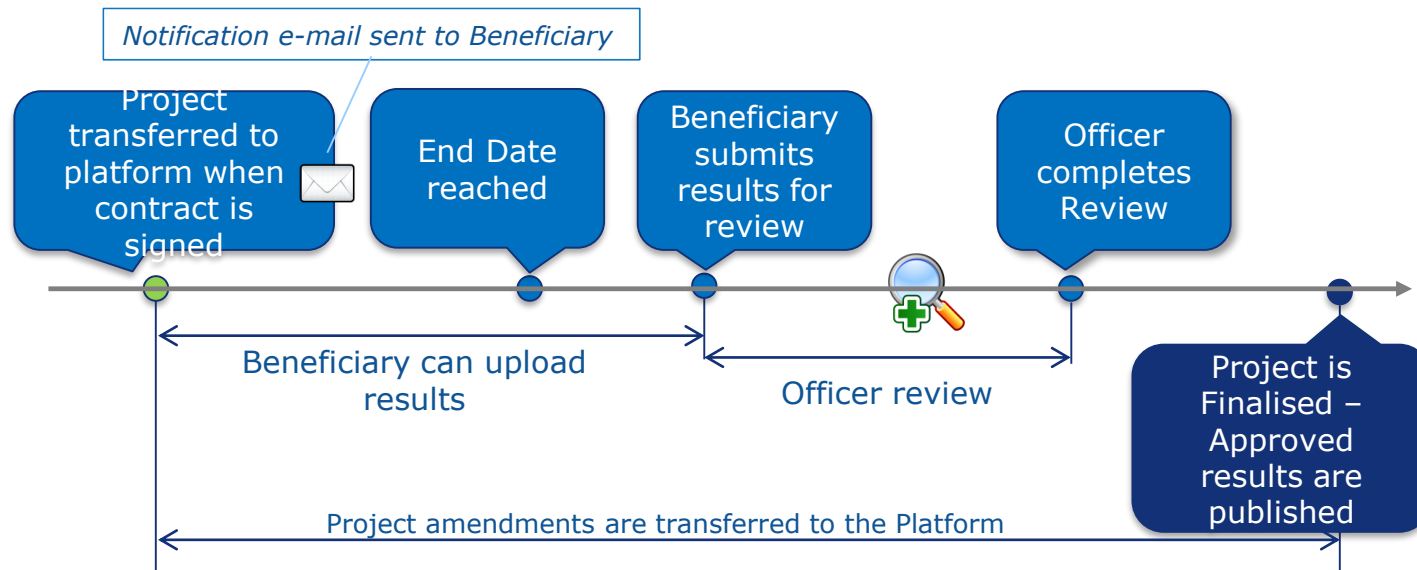 Notification e-mail sent to Beneficiary
Project
transferred to
platform when
contract is
signed
End Date
reached
Beneficiary
submits
results for
review
Officer
completes
Review
Beneficiary can upload
results
Officer review
Project is
Finalised –
Approved
results are
published
Project amendments are transferred to the Platform